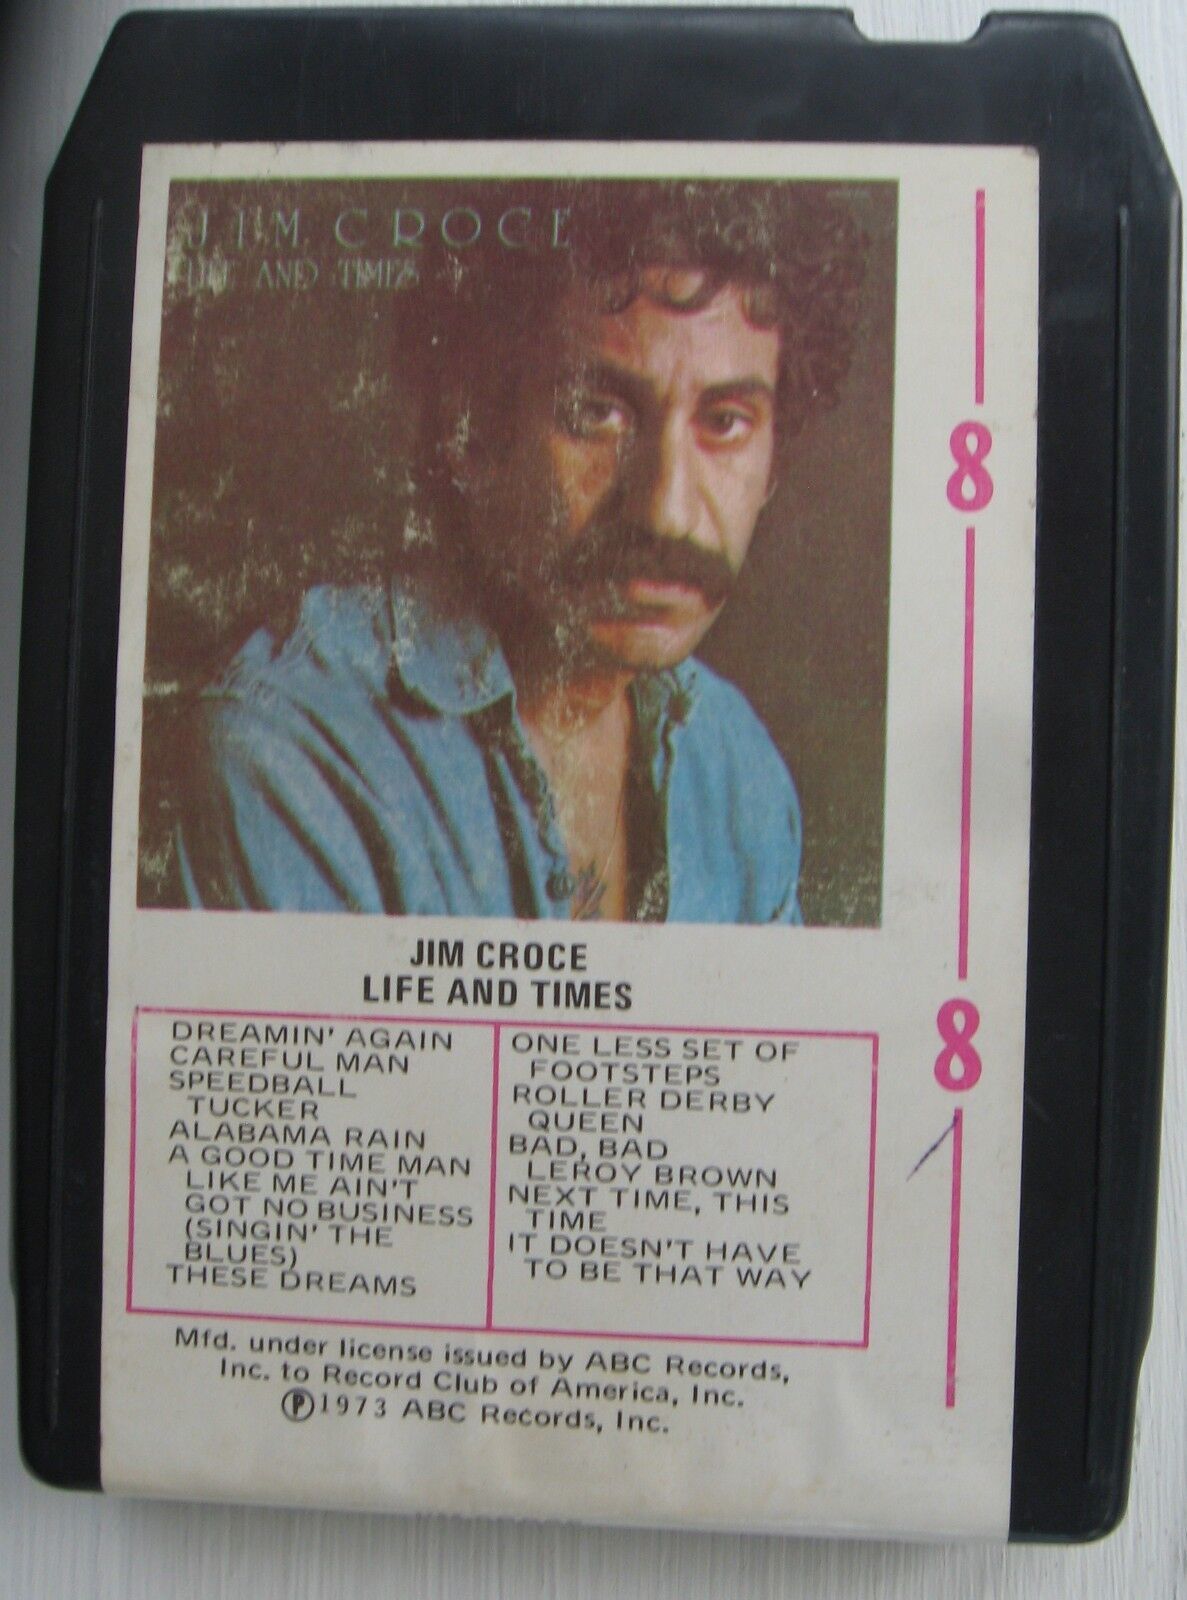 JIM CROCE
LIFE AND TIMES
8
8
JIM CROCE
LIFE AND TIMES
DREAMIN' AGAIN
CAREFUL MAN
SPEEDBALL
TUCKER
ALABAMA RAIN
A GOOD TIME MAN
LIKE ME AIN'T
GOT NO BUSINESS
(SINGIN' THE
BLUES)
THESE DREAMS
ONE LESS SET OF
FOOTSTEPS
ROLLER DERBY
QUEEN
BAD, BAD
LEROY BROWN
NEXT TIME, THIS
TIME
IT DOESN'T HAVE
TO BE THAT WAY
Mfd. under license issued by ABC Records,
Inc. to Record Club of America, Inc.
Ⓟ1973 ABC Records, Inc.